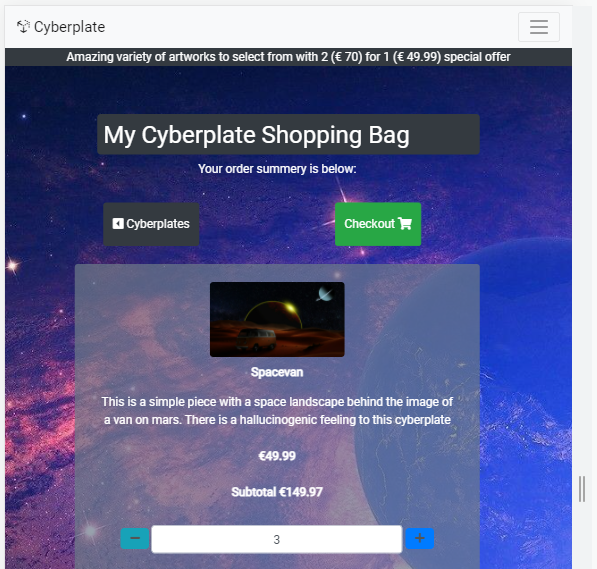 Cyberplate
Amazing variety of artworks to select from with 2 (€ 70) for 1 (€ 49.99) special offer
My Cyberplate Shopping Bag
Your order summery is below:
Cyberplates
Checkout
Spacevan
This is a simple piece with a space landscape behind the image of
a van on mars. There is a hallucinogenic feeling to this cyberplate
€49.99
Subtotal €149.97
− 3 +